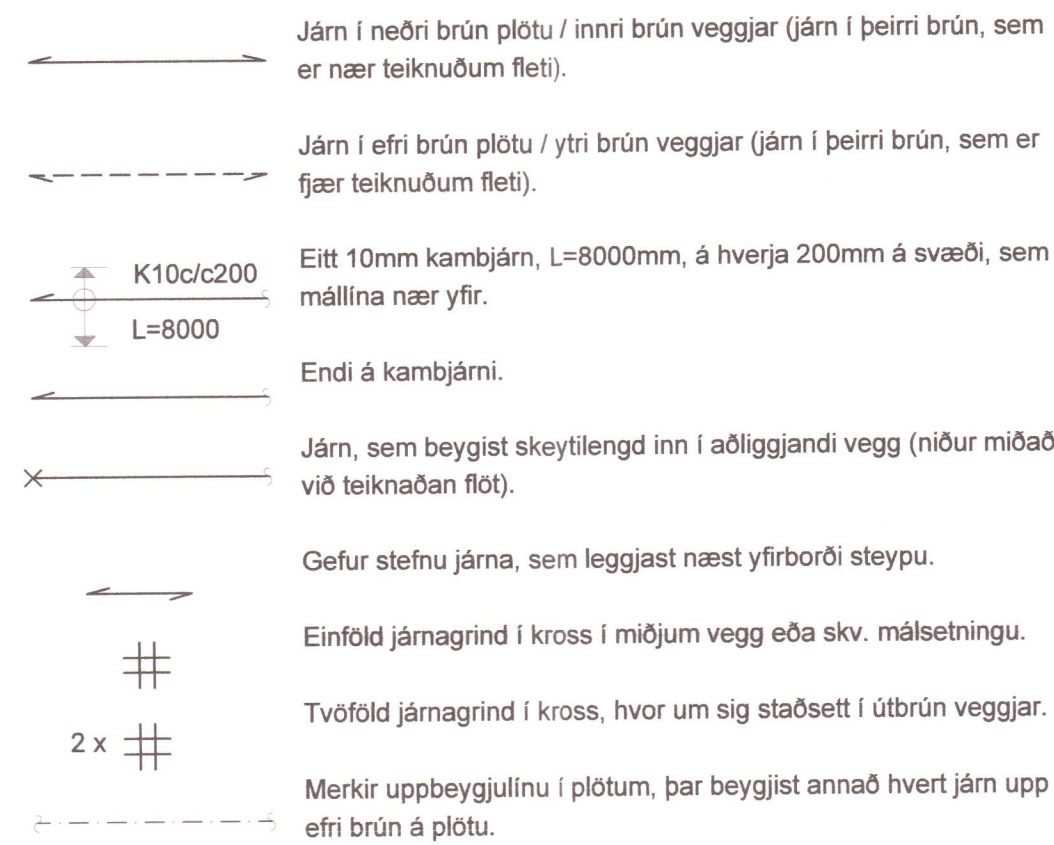 Járn í neðri brún plötu / innri brún veggjar (járn í þeirri brún, sem
er nær teiknuðum fleti).
Járn í efri brún plötu / ytri brún veggjar (járn í þeirri brún, sem er
fjær teiknuðum fleti).
K10c/c200
L=8000
Eitt 10mm kambjárn, L=8000mm, á hverja 200mm á svæði, sem
mállína nær yfir.
Endi á kambjárni.
Járn, sem beygist skeytilengd inn í aðliggjandi vegg (niður miðað
við teiknaðan flöt).
Gefur stefnu járna, sem leggjast næst yfirborði steypu.
Einföld járnagrind í kross í miðjum vegg eða skv. málsetningu.
2 x
Tvöföld járnagrind í kross, hvor um sig staðsett í útbrún veggjar.
Merkir uppbeygjulínu í plötum, þar beygjist annað hvert járn upp
efri brún á plötu.